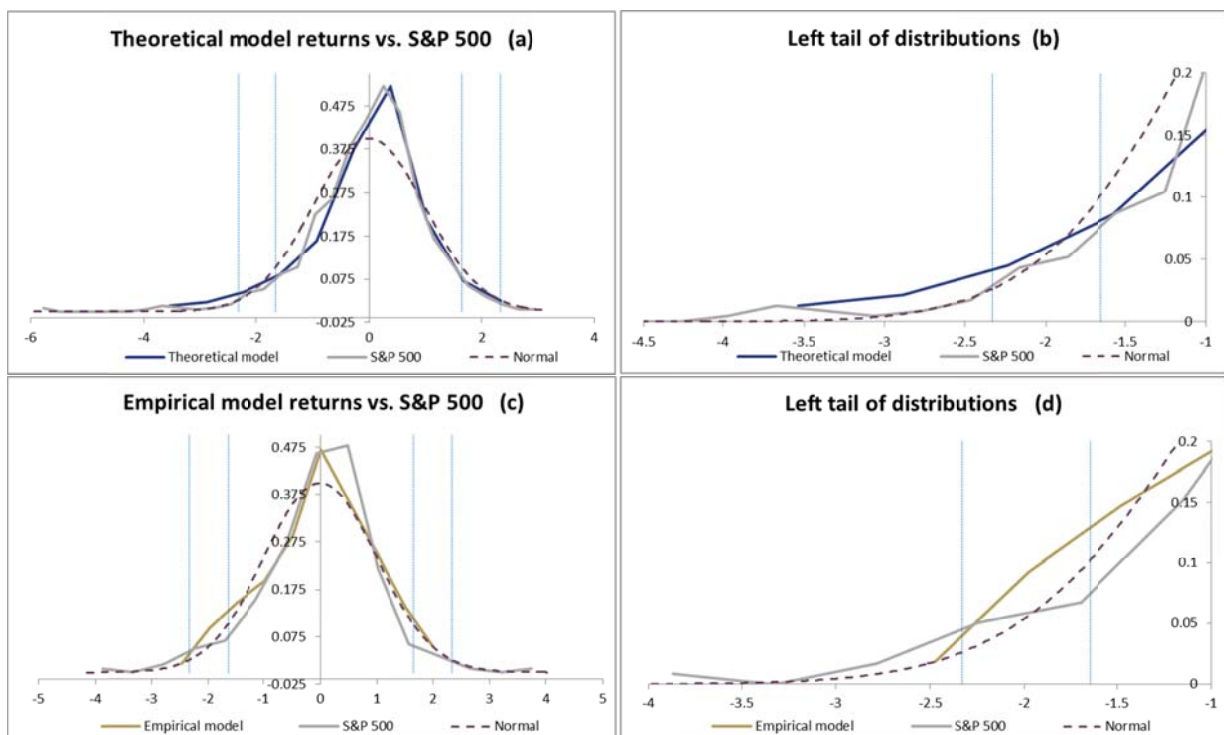 Theoretical model returns vs. S&P 500 (a)
0.475
0.375
0.275
0.175
0.075
-0.025
-6 -4 -2 0 2 4
Theoretical model S&P 500 Normal
Left tail of distributions (b)
0.2
0.15
0.1
0.05
0
-4.5 -4 -3.5 -3 -2.5 -2 -1.5 -1
Theoretical model S&P 500 Normal
Empirical model returns vs. S&P 500 (c)
0.475
0.375
0.275
0.175
0.075
-0.025
-5 -4 -3 -2 -1 0 1 2 3 4 5
Empirical model S&P 500 Normal
Left tail of distributions (d)
0.2
0.15
0.1
0.05
0
-4 -3.5 -3 -2.5 -2 -1.5 -1
Empirical model S&P 500 Normal